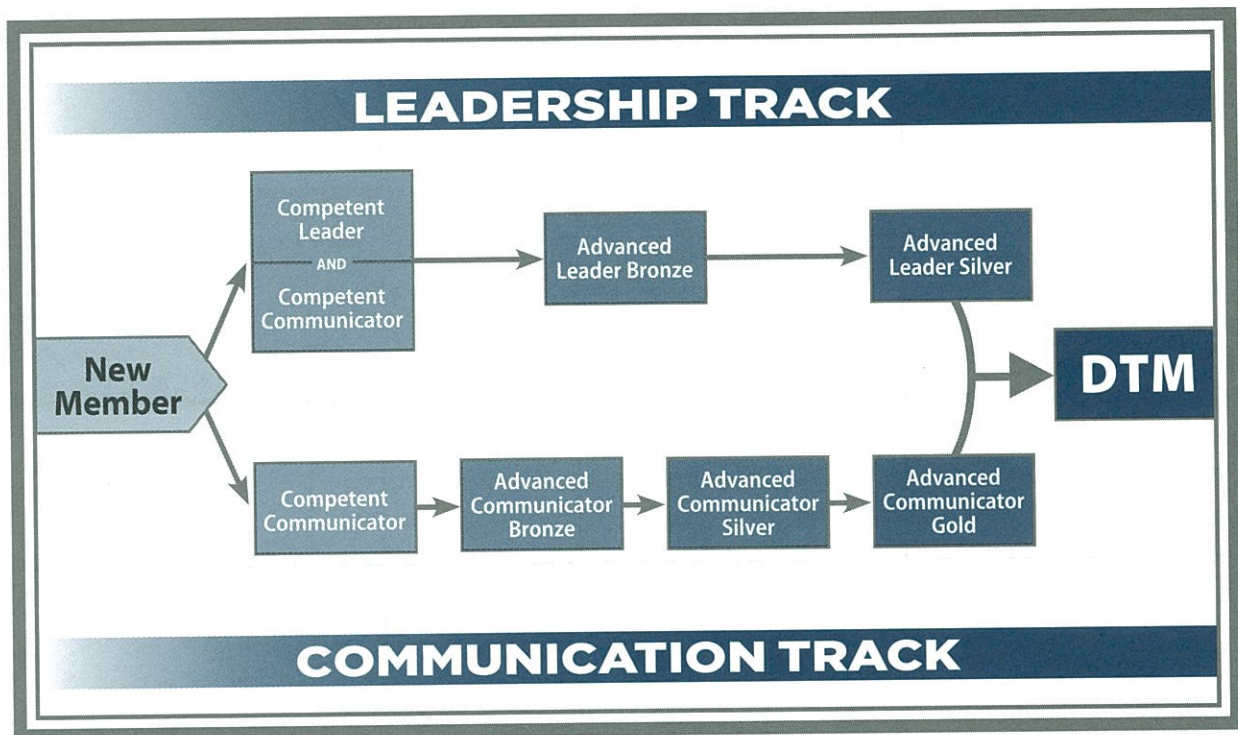 LEADERSHIP TRACK
Competent
Leader
AND
Competent
Communicator
Advanced
Leader Bronze
Advanced
Leader Silver
New
Member
DTM
Competent
Communicator
Advanced
Communicator
Bronze
Advanced
Communicator
Silver
Advanced
Communicator
Gold
COMMUNICATION TRACK